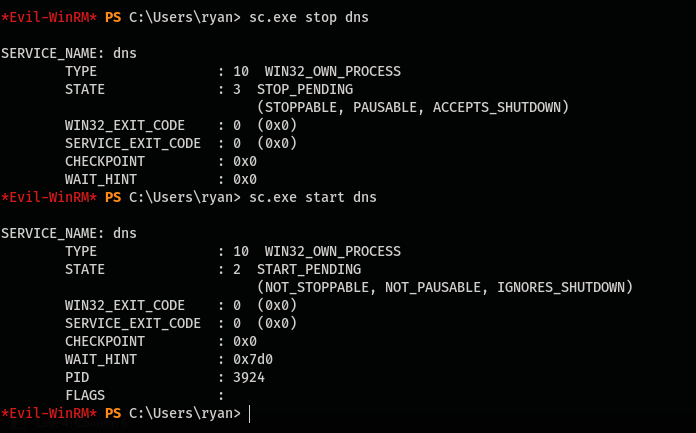 *Evil-WinRM* PS C:\Users\ryan> sc.exe stop dns
SERVICE_NAME: dns
TYPE : 10 WIN32_OWN_PROCESS
STATE : 3 STOP_PENDING
(STOPPABLE, PAUSABLE, ACCEPTS_SHUTDOWN)
WIN32_EXIT_CODE : 0 (0x0)
SERVICE_EXIT_CODE : 0 (0x0)
CHECKPOINT : 0x0
WAIT_HINT : 0x0
*Evil-WinRM* PS C:\Users\ryan> sc.exe start dns
SERVICE_NAME: dns
TYPE : 10 WIN32_OWN_PROCESS
STATE : 2 START_PENDING
(NOT_STOPPABLE, NOT_PAUSABLE, IGNORES_SHUTDOWN)
WIN32_EXIT_CODE : 0 (0x0)
SERVICE_EXIT_CODE : 0 (0x0)
CHECKPOINT : 0x0
WAIT_HINT : 0x7d0
PID : 3924
FLAGS :
*Evil-WinRM* PS C:\Users\ryan>